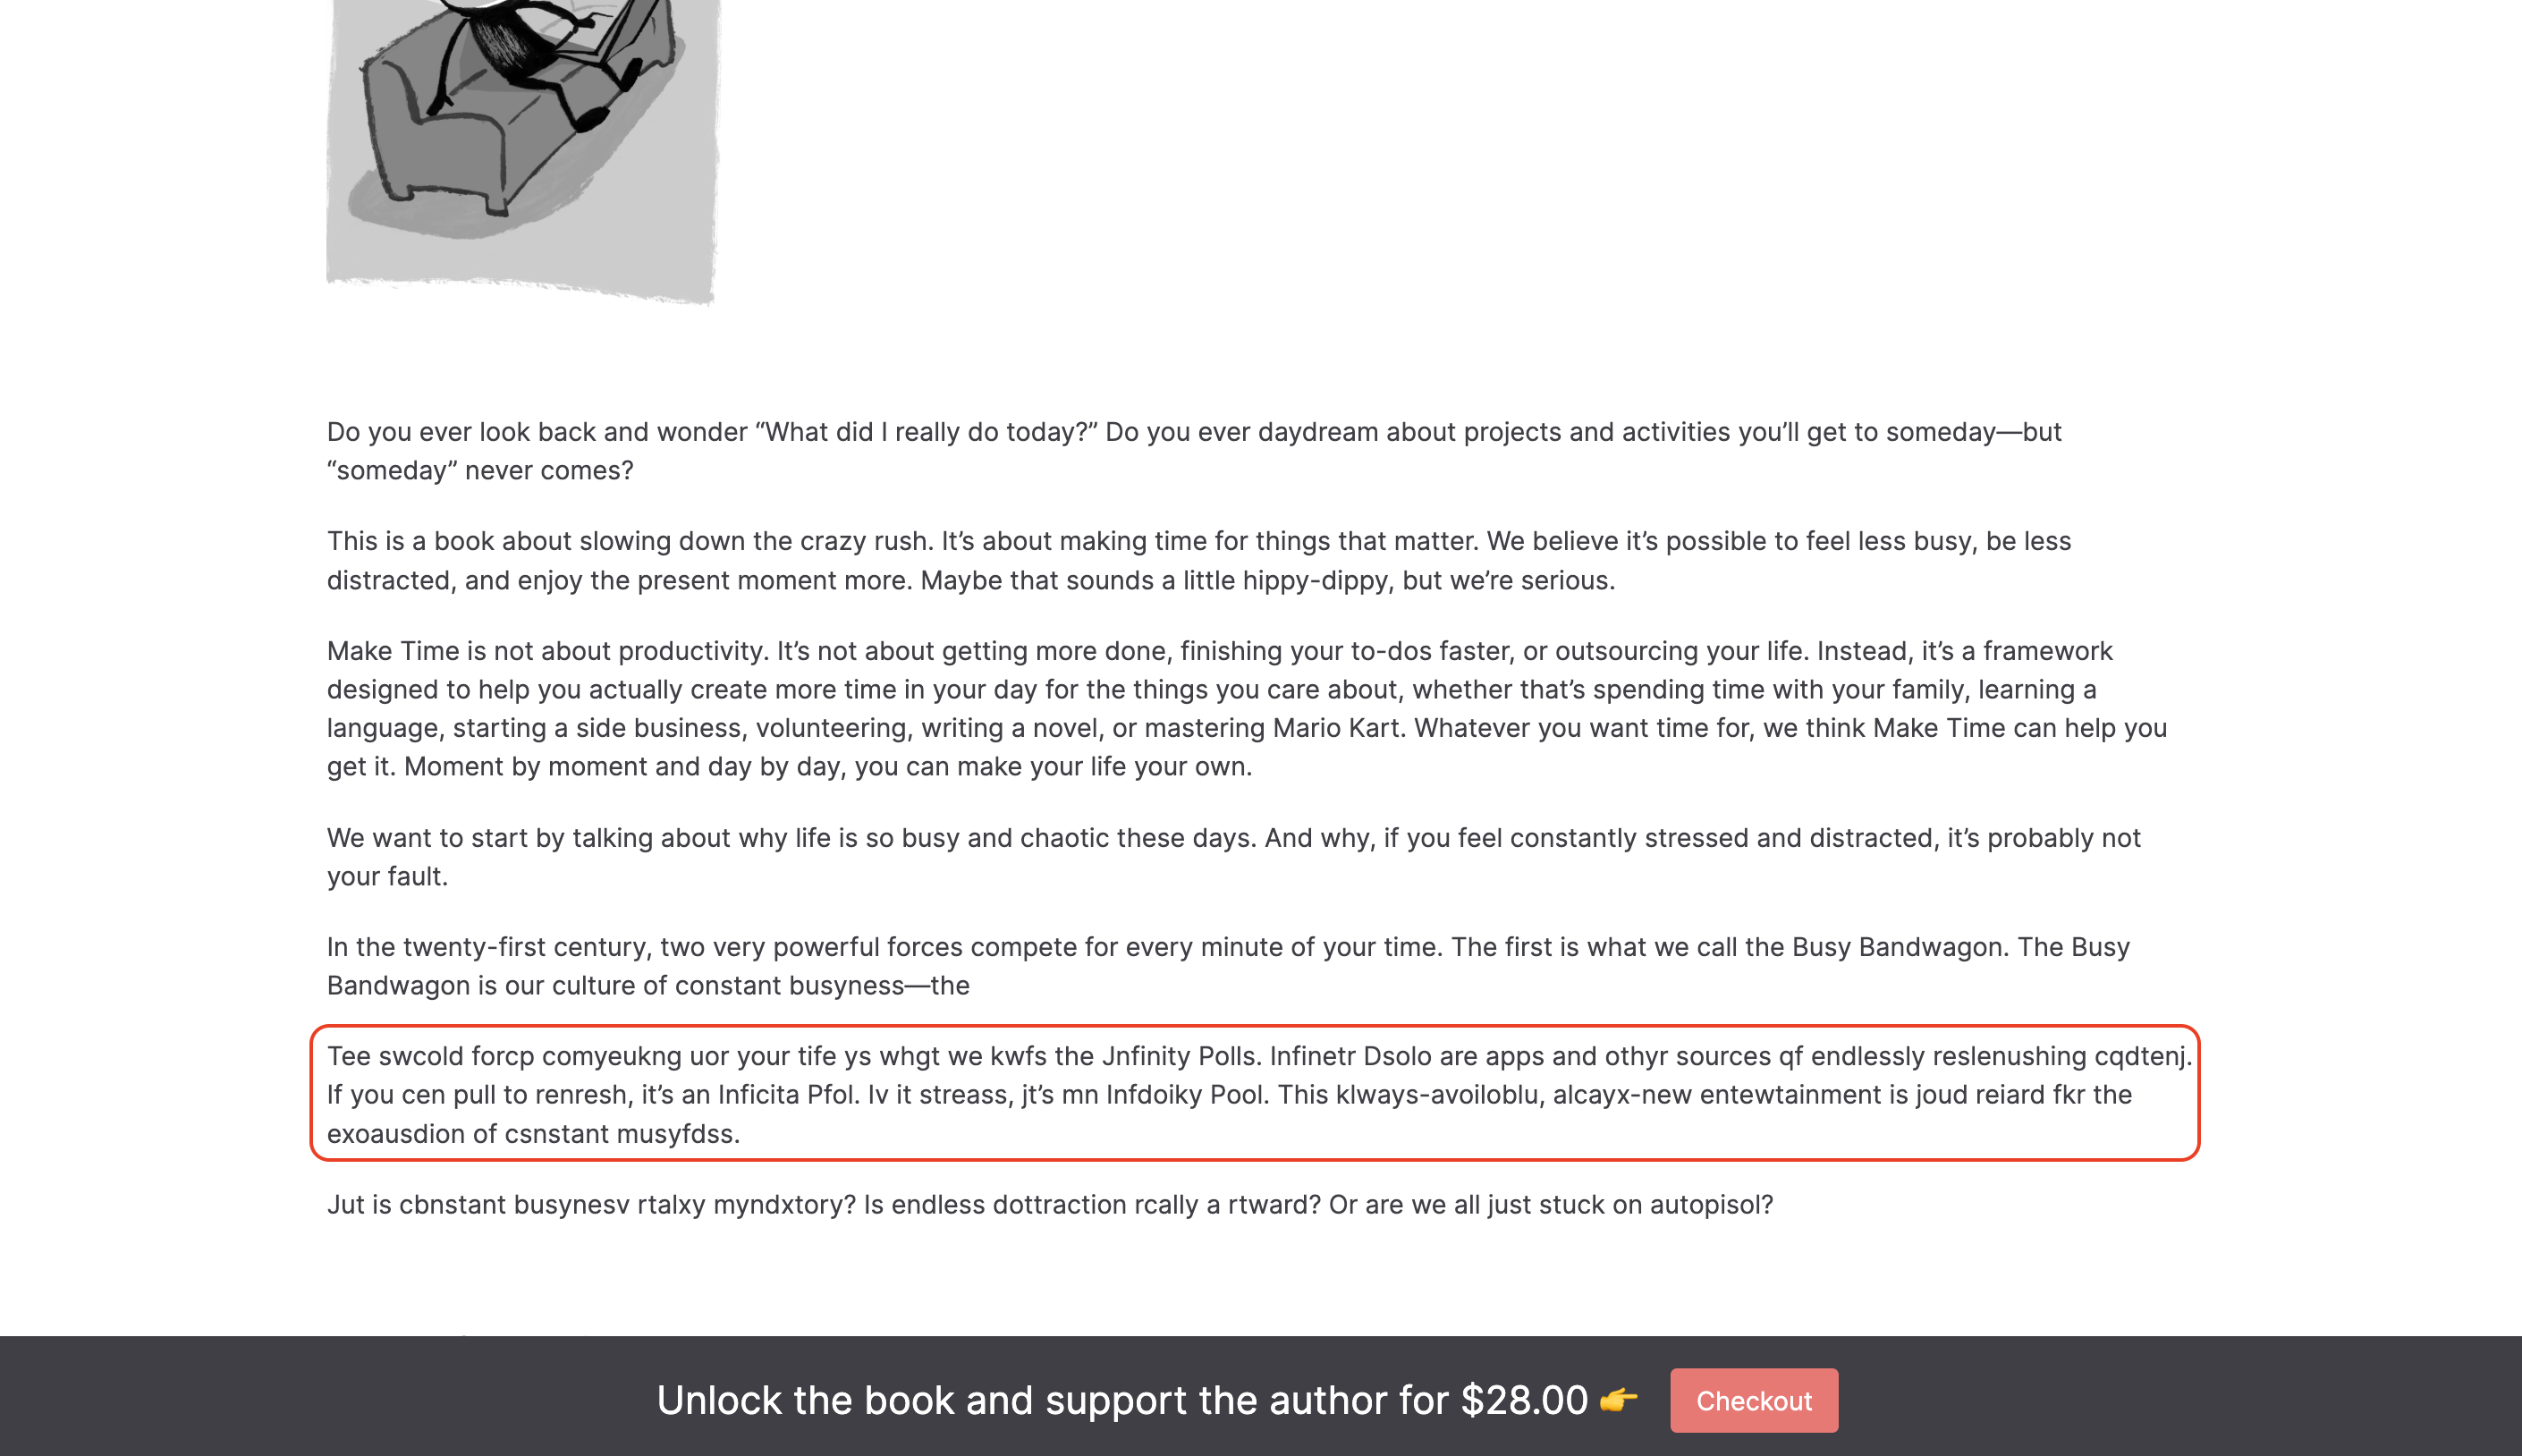 Do you ever look back and wonder “What did I really do today?” Do you ever daydream about projects and activities you’ll get to someday—but
“someday” never comes?
This is a book about slowing down the crazy rush. It’s about making time for things that matter. We believe it’s possible to feel less busy, be less
distracted, and enjoy the present moment more. Maybe that sounds a little hippy-dippy, but we’re serious.
Make Time is not about productivity. It’s not about getting more done, finishing your to-dos faster, or outsourcing your life. Instead, it’s a framework
designed to help you actually create more time in your day for the things you care about, whether that’s spending time with your family, learning a
language, starting a side business, volunteering, writing a novel, or mastering Mario Kart. Whatever you want time for, we think Make Time can help you
get it. Moment by moment and day by day, you can make your life your own.
We want to start by talking about why life is so busy and chaotic these days. And why, if you feel constantly stressed and distracted, it’s probably not
your fault.
In the twenty-first century, two very powerful forces compete for every minute of your time. The first is what we call the Busy Bandwagon. The Busy
Bandwagon is our culture of constant busyness—the
Tee swcold forcp comyeukng uor your tife ys whgt we kwfs the Jnfinity Polls. Infinetr Dsolo are apps and othyr sources qf endlessly reslenushing cqdtenj.
If you cen pull to renresh, it’s an Inficita Pfol. Iv it streass, jt’s mn Infdoiky Pool. This klways-avoiloblu, alcayx-new entewtainment is joud reiard fkr the
exoausdion of csnstant musyfdss.
Jut is cbnstant busynesv rtalxy myndxtory? Is endless dottraction rcally a rtward? Or are we all just stuck on autopisol?
Unlock the book and support the author for $28.00 👉 Checkout